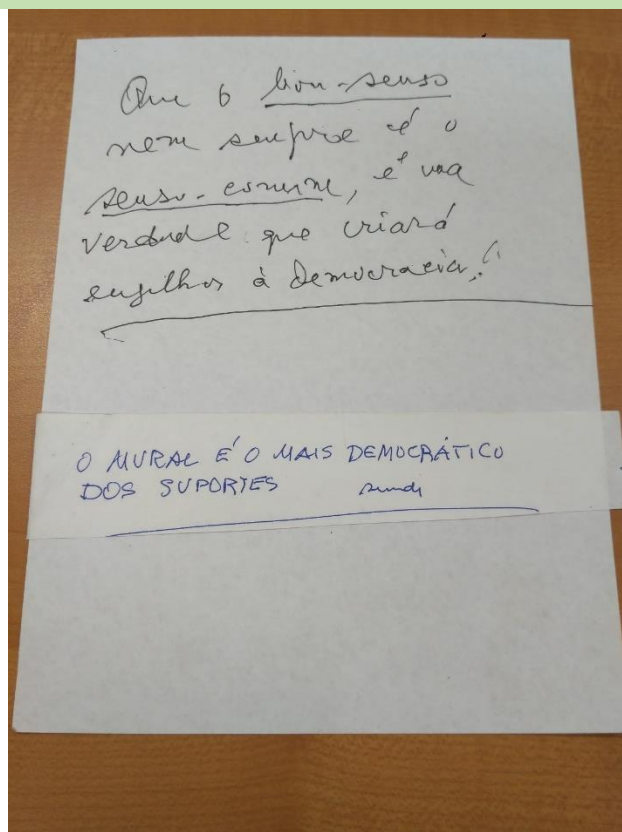 Que o bom-senso
nem sempre é o
senso-comum, é uma
verdade que criará
engulhos à democracia!
O MURAL É O MAIS DEMOCRÁTICO
DOS SUPORTES